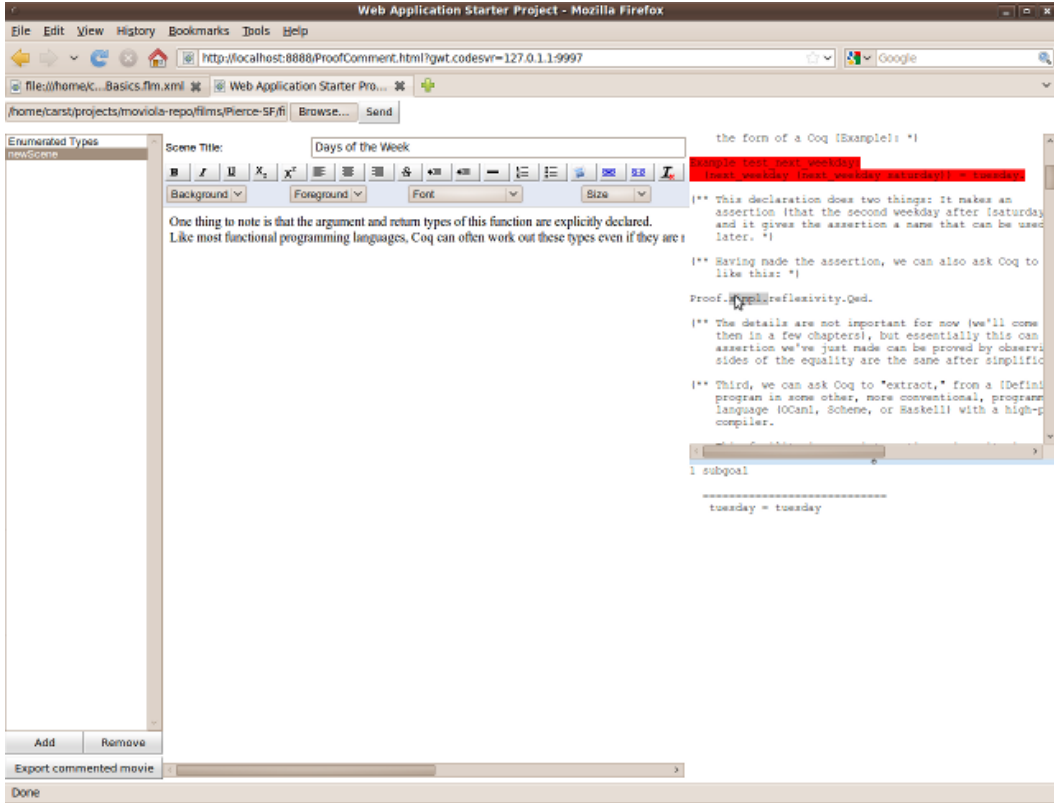 Web Application Starter Project - Mozilla Firefox
File Edit View History Bookmarks Tools Help
http://localhost:8888/ProofComment.html?gwt.codesvr=127.0.1.1:9997
Google
file:///home/c...Basics.flm.xml
Web Application Starter Pro...
/home/carst/projects/moviola-repo/films/Pierce-SF/fi Browse... Send
Enumerated Types
newScene
Scene Title: Days of the Week
B I U X₂ X²
Background Foreground Font Size
One thing to note is that the argument and return types of this function are explicitly declared.
Like most functional programming languages, Coq can often work out these types even if they are
the form of a Coq [Example]: *)
Example test_next_weekday:
(next_weekday (next_weekday saturday)) = tuesday.
(** This declaration does two things: It makes an
assertion (that the second weekday after [saturday
and it gives the assertion a name that can be used
later. *)
(** Having made the assertion, we can also ask Coq to
like this: *)
Proof.simpl.reflexivity.Qed.
(** The details are not important for now (we'll come
them in a few chapters), but essentially this can
assertion we've just made can be proved by observi
sides of the equality are the same after simplific
(** Third, we can ask Coq to "extract," from a [Defini
program in some other, more conventional, programm
language (OCaml, Scheme, or Haskell) with a high-p
compiler.
1 subgoal
============================
tuesday = tuesday
Add Remove
Export commented movie
Done